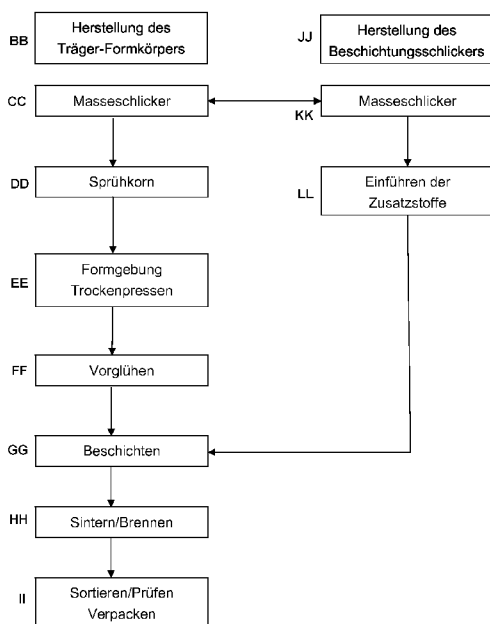 BB
Herstellung des
Träger-Formkörpers
JJ
Herstellung des
Beschichtungsschlickers
CC
Masseschlicker
KK
Masseschlicker
DD
Sprühkorn
LL
Einführen der
Zusatzstoffe
EE
Formgebung
Trockenpressen
FF
Vorglühen
GG
Beschichten
HH
Sintern/Brennen
II
Sortieren/Prüfen
Verpacken